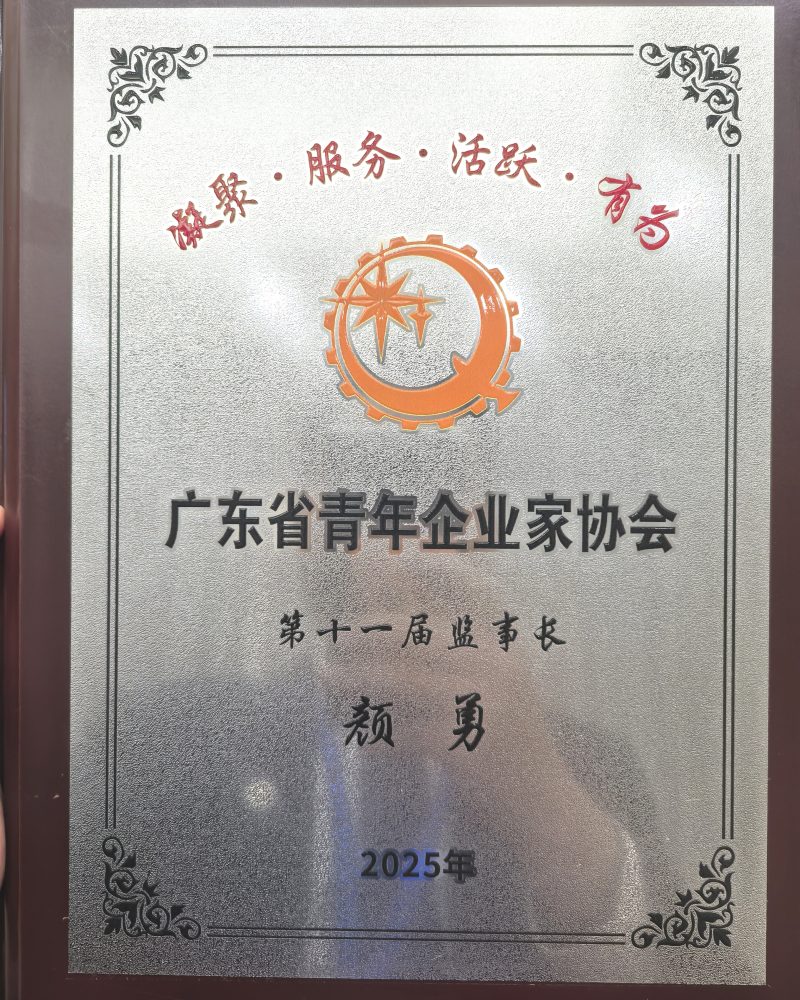 凝聚·服务·活跃·有为
广东省青年企业家协会
第十一届监事长
颜勇
2025年